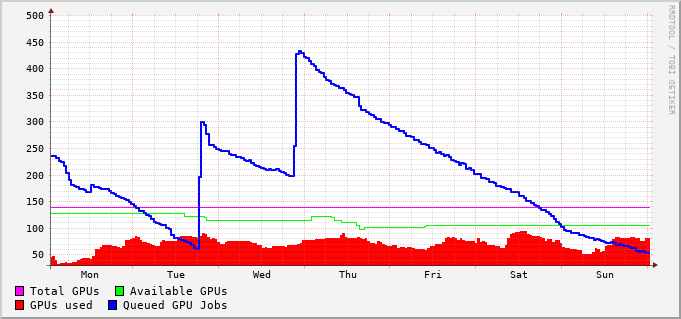 500
450
400
350
300
250
200
150
100
50
Mon Tue Wed Thu Fri Sat Sun
Total GPUs Available GPUs
GPUs used Queued GPU Jobs
RRDTOOL / TOBI OETIKER